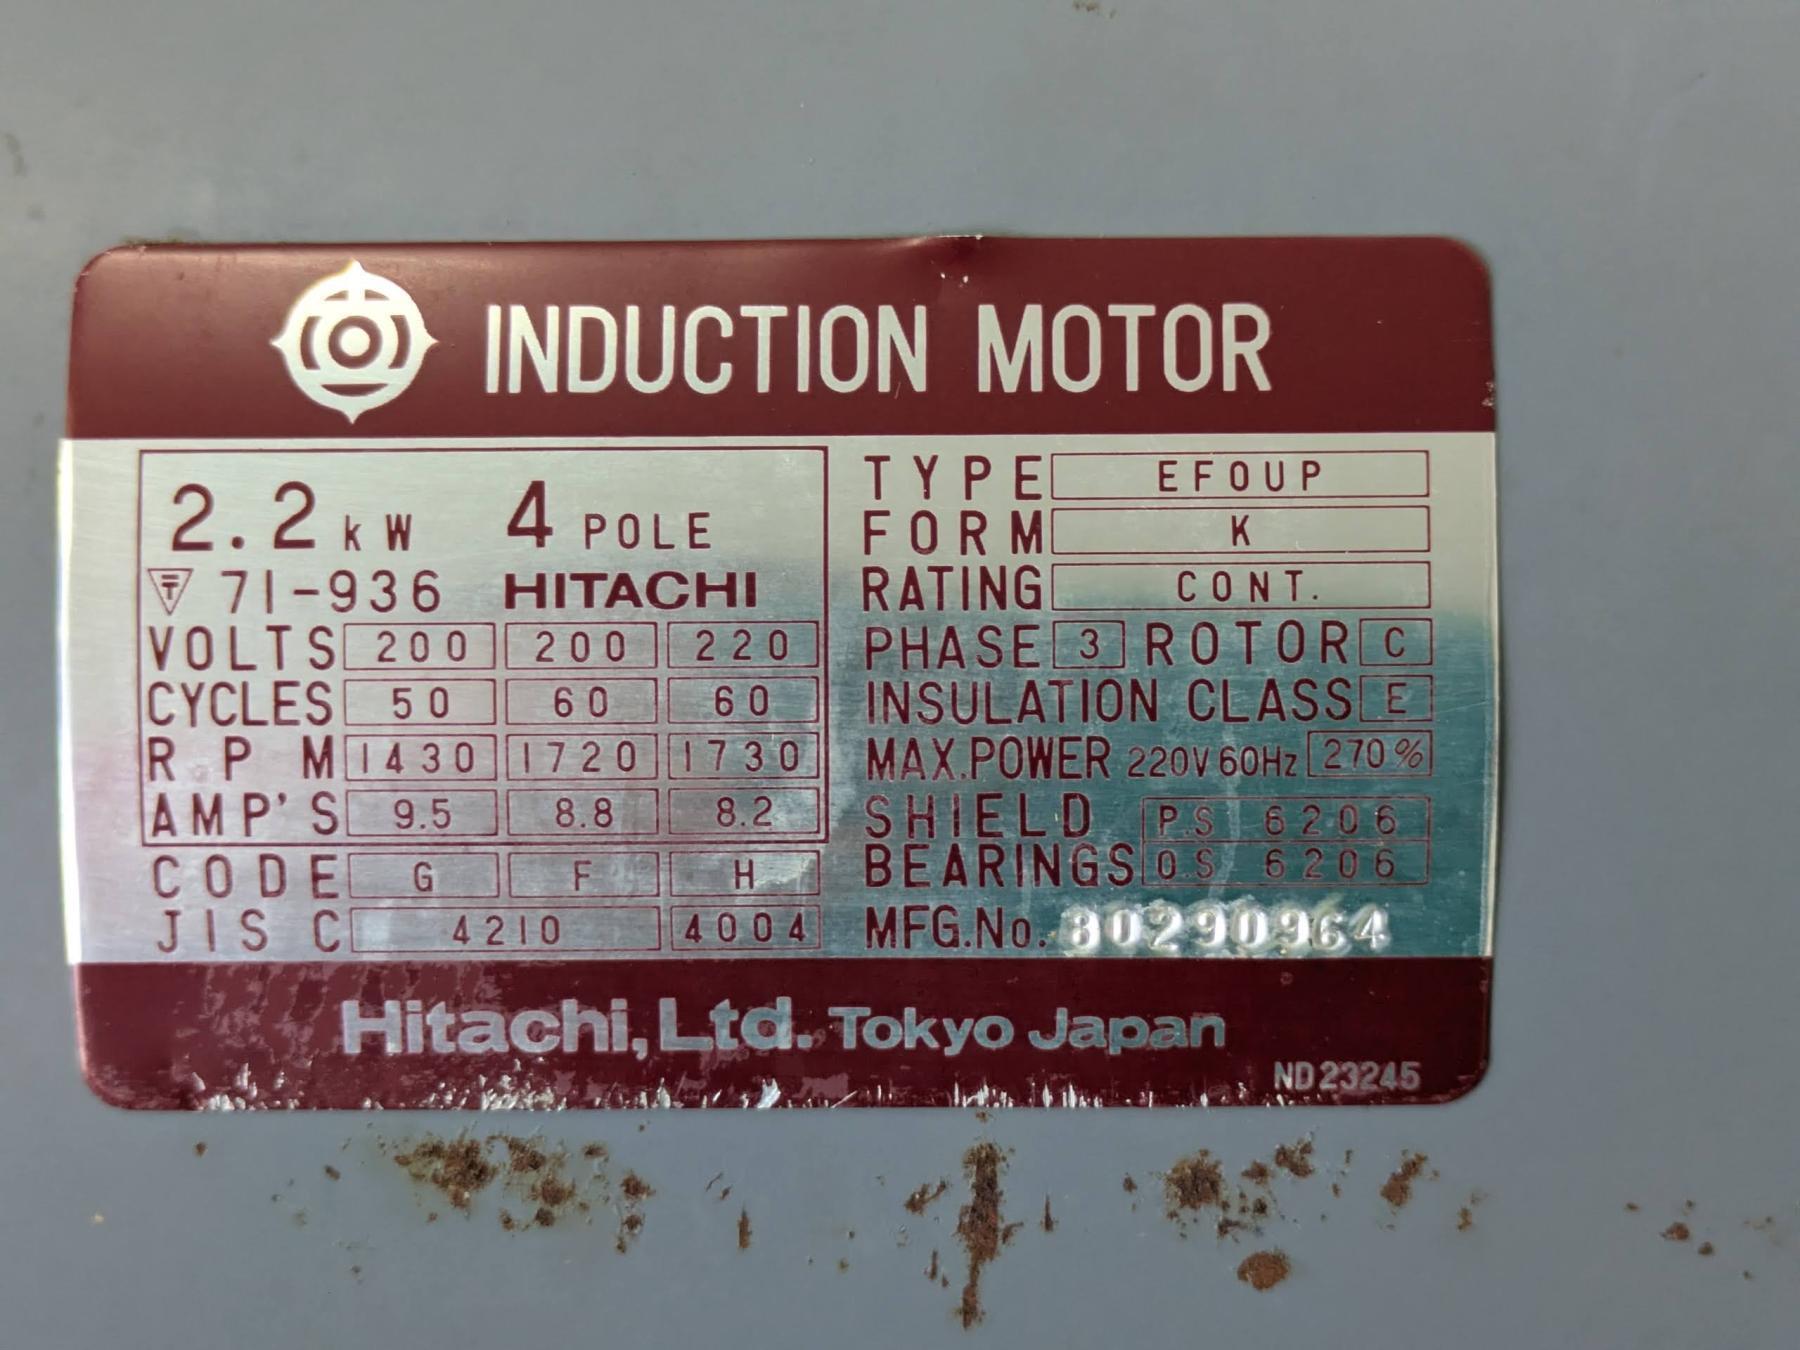 INDUCTION MOTOR
2.2 kW 4 POLE
〒 71-936 HITACHI
VOLTS 200 200 220
CYCLES 50 60 60
RPM 1430 1720 1730
AMP'S 9.5 8.8 8.2
CODE G F H
JIS C 4210 4004
TYPE EFOUP
FORM K
RATING CONT.
PHASE 3 ROTOR C
INSULATION CLASS E
MAX.POWER 220V 60Hz 270%
SHIELD P.S 6206
BEARINGS O.S 6206
MFG.No. 80290964
Hitachi, Ltd. Tokyo Japan
ND23245